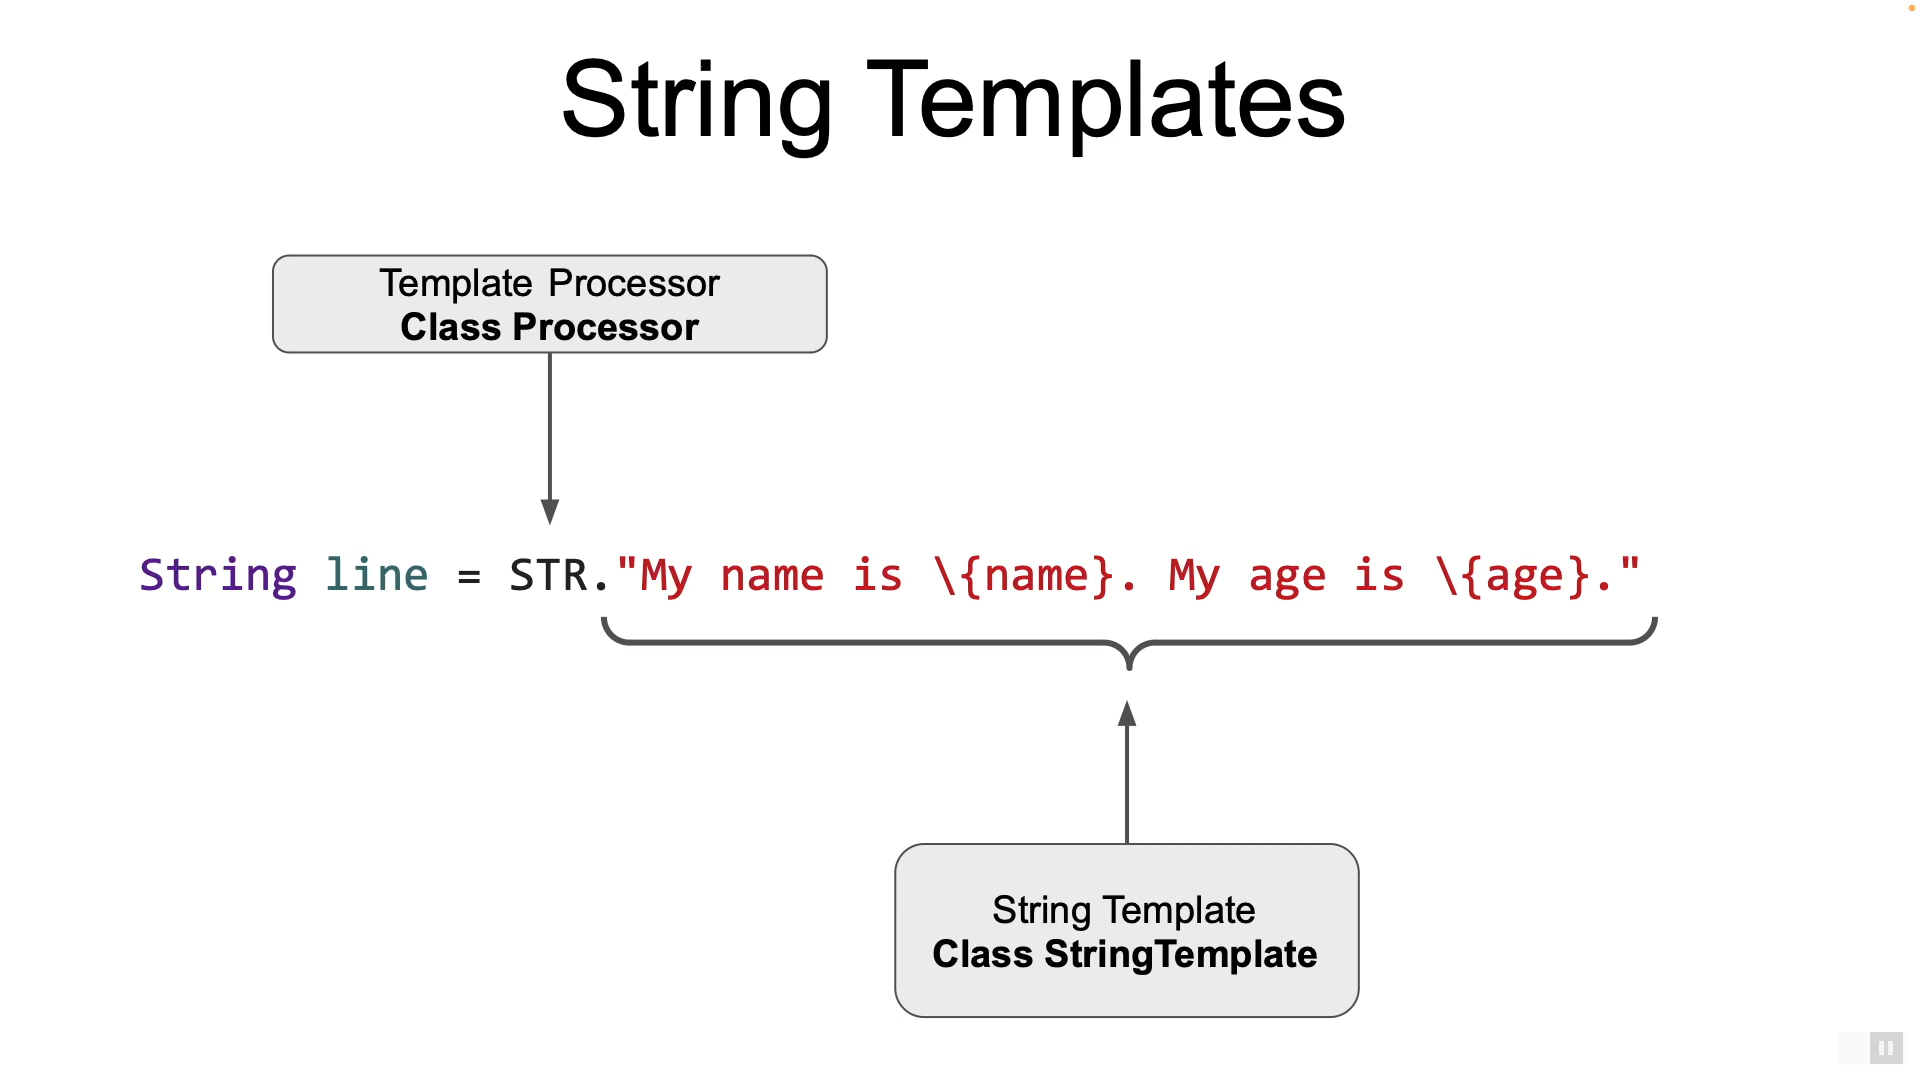 String Templates
Template Processor
Class Processor
String line = STR."My name is \{name}. My age is \{age}."
String Template
Class StringTemplate